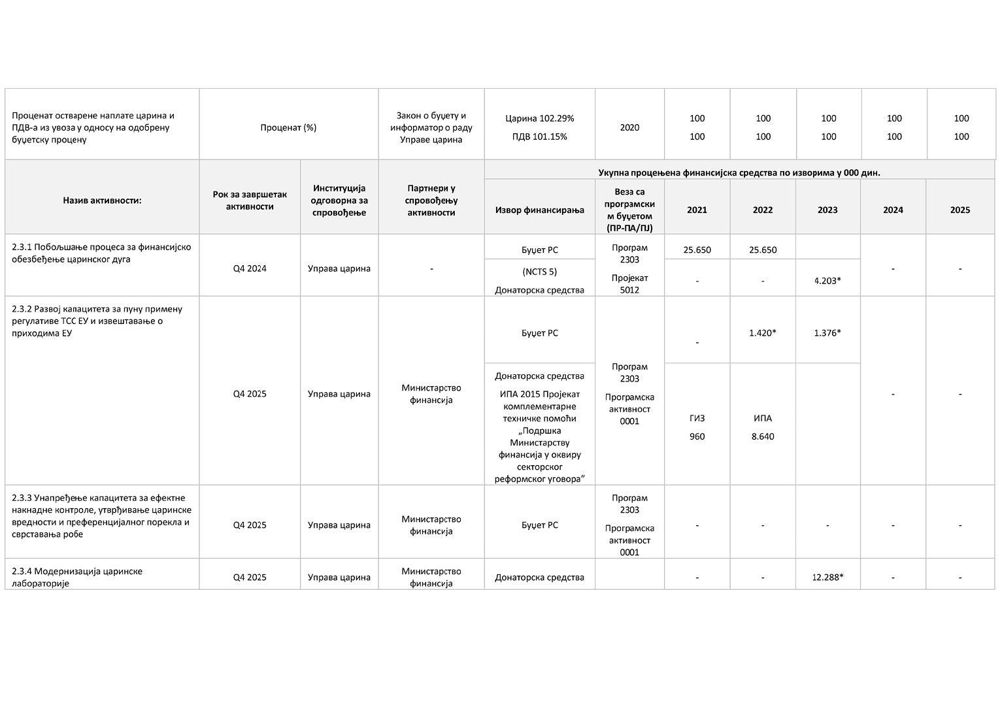 Проценат остварене наплате царина и
ПДВ-а из увоза у односу на одобрену
буџетску процену
Проценат (%)
Закон о буџету и
информатор о раду
Управе царина
Царина 102.29%
ПДВ 101.15%
2020
100
100
100
100
100
100
100
100
100
100
Назив активности:
Рок за завршетак
активности
Институција
одговорна за
спровођење
Партнери у
спровођењу
активности
Укупна процењена финансијска средства по изворима у 000 дин.
Извор финансирања
Веза са
програмски
м буџетом
(ПР-ПА/ПЈ)
2021
2022
2023
2024
2025
2.3.1 Побољшање процеса за финансијско
обезбеђење царинског дуга
Q4 2024
Управа царина
-
Буџет РС
(NCTS 5)
Донаторска средства
Програм
2303
Пројекат
5012
25.650
25.650
-
-
4.203*
-
-
2.3.2 Развој капацитета за пуну примену
регулативе ТСС ЕУ и извештавање о
приходима ЕУ
Q4 2025
Управа царина
Министарство
финансија
Буџет РС
Донаторска средства
ИПА 2015 Пројекат
комплементарне
техничке помоћи
„Подршка
Министарству
финансија у оквиру
секторског
реформског уговора”
Програм
2303
Програмска
активност
0001
-
1.420*
1.376*
ГИЗ
960
ИПА
8.640
-
-
2.3.3 Унапређење капацитета за ефектне
накнадне контроле, утврђивање царинске
вредности и преференцијалног порекла и
сврставања робе
Q4 2025
Управа царина
Министарство
финансија
Буџет РС
Програм
2303
Програмска
активност
0001
-
-
-
-
-
2.3.4 Модернизација царинске
лабораторије
Q4 2025
Управа царина
Министарство
финансија
Донаторска средства
-
-
12.288*
-
-